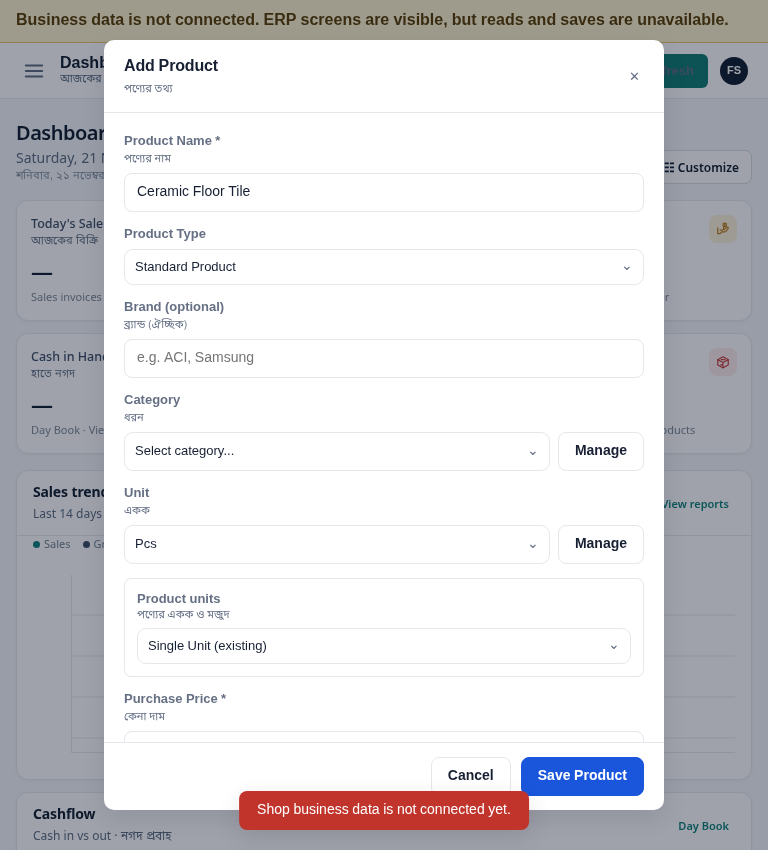 Business data is not connected. ERP screens are visible, but reads and saves are unavailable.
Add Product
পণ্যের তথ্য
×
FS
আজকের
Saturday, 21
শনিবার, ২১ নভেম্বর
Customize
Product Name *
পণ্যের নাম
Ceramic Floor Tile
Product Type
Standard Product
Brand (optional)
ব্র্যান্ড (ঐচ্ছিক)
e.g. ACI, Samsung
Category
ধরন
Select category...
Manage
Unit
একক
Pcs
Manage
Product units
পণ্যের একক ও মজুদ
Single Unit (existing)
Purchase Price *
কেনা দাম
Cancel
Save Product
Shop business data is not connected yet.
Today's Sale
আজকের বিক্রি
—
Sales invoices
Cash in Hand
হাতে নগদ
—
Day Book ·
Sales trend
Last 14 days
View reports
Sales
Cashflow
Cash in vs out · নগদ প্রবাহ
Day Book